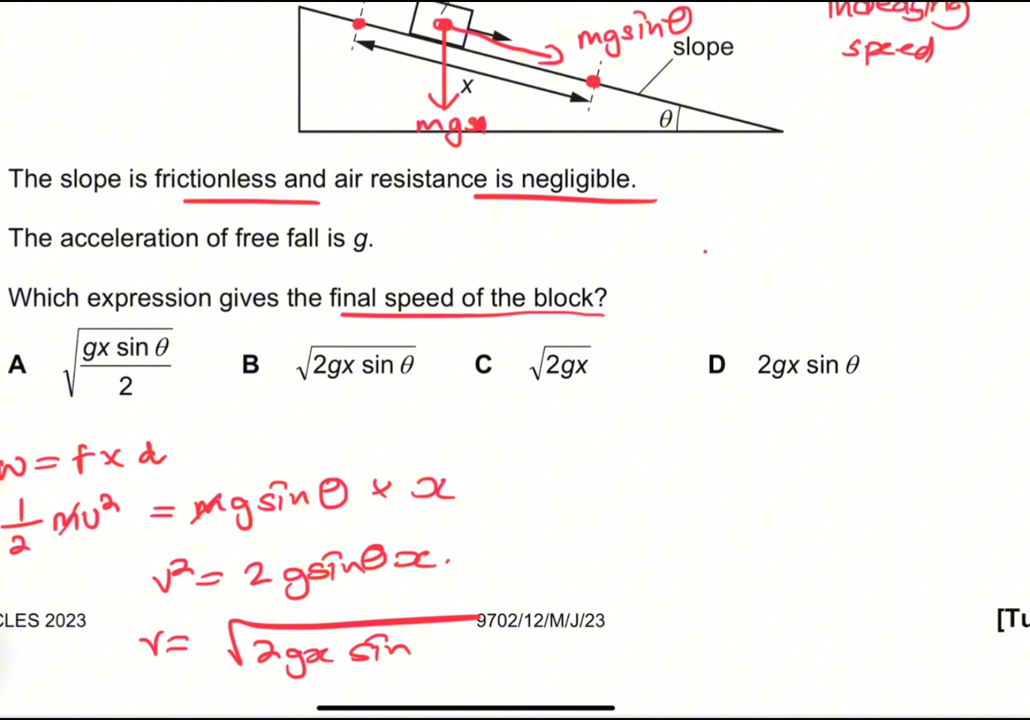 increasing
speed
mgsinθ
slope
x
mg
θ
The slope is frictionless and air resistance is negligible.
The acceleration of free fall is g.
Which expression gives the final speed of the block?
A √(gx sin θ / 2) B √(2gx sin θ) C √(2gx) D 2gx sin θ
w = f x d
1/2 mv² = mg sinθ × x
v² = 2 gsinθx.
v = √(2gx sin
CLES 2023 9702/12/M/J/23 [Tu